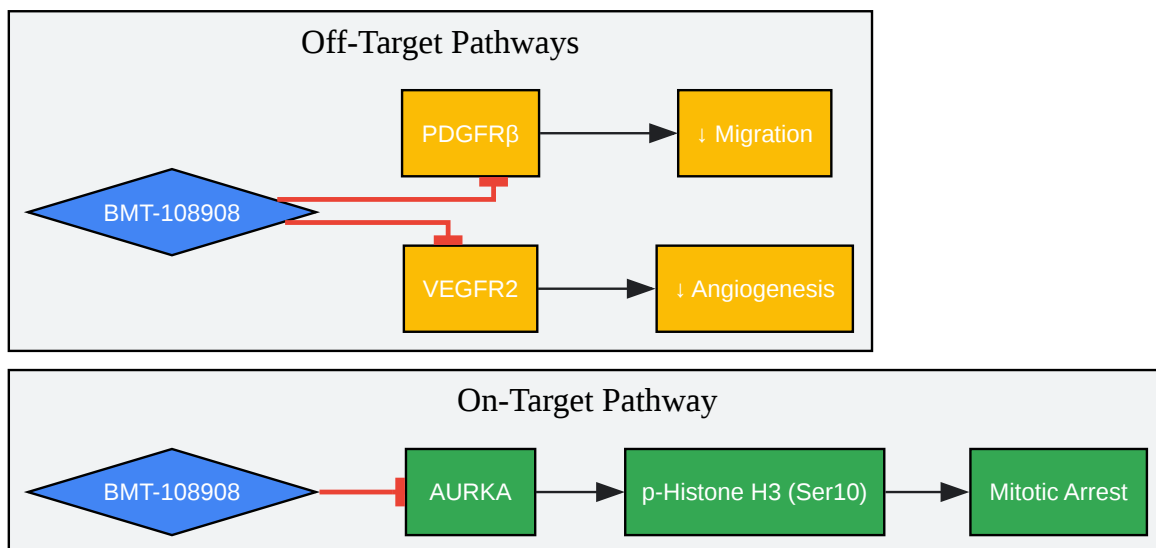 Off-Target Pathways
PDGFRβ
↓ Migration
BMT-108908
VEGFR2
↓ Angiogenesis
On-Target Pathway
BMT-108908
AURKA
p-Histone H3 (Ser10)
Mitotic Arrest